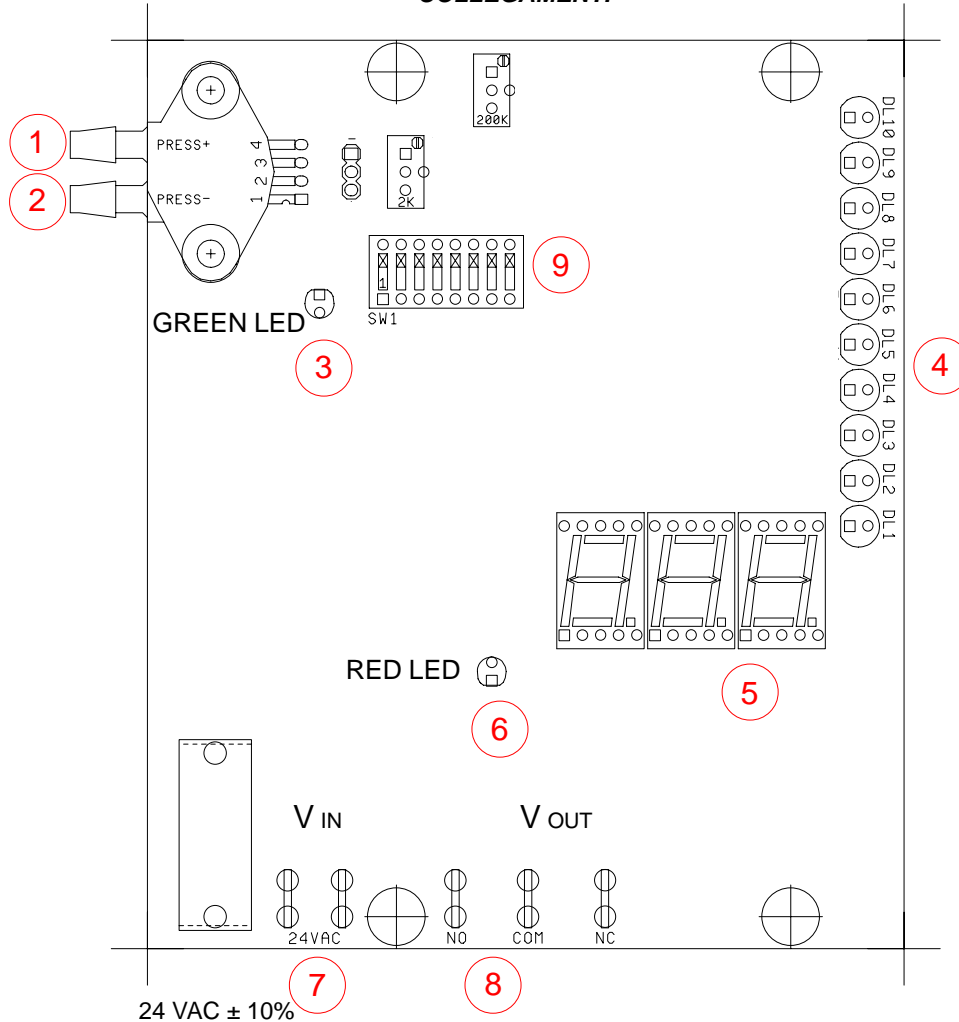 COLLEGAMENTI
200K
DL10
1
PRESS+
4
3
2K
DL9
2
PRESS-
2
1
DL8
DL7
9
1
SW1
DL6
GREEN LED
3
DL5
4
DL4
DL3
DL2
DL1
RED LED
5
6
V IN
V OUT
24VAC
NO
COM
NC
7
8
24 VAC ± 10%